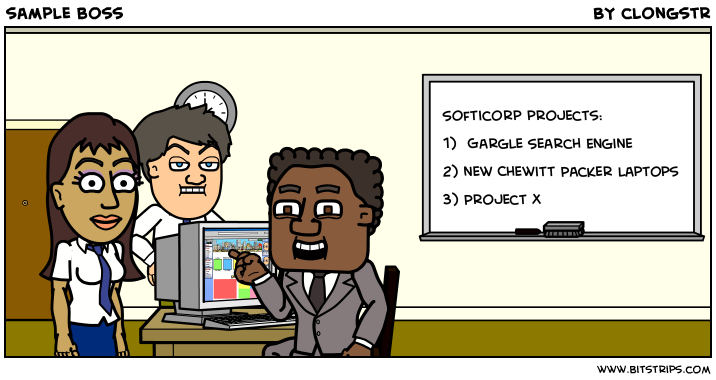 SAMPLE BOSS
BY CLONGSTR
SOFTICORP PROJECTS:
1) GARGLE SEARCH ENGINE
2) NEW CHEWITT PACKER LAPTOPS
3) PROJECT X
WWW.BITSTRIPS.COM